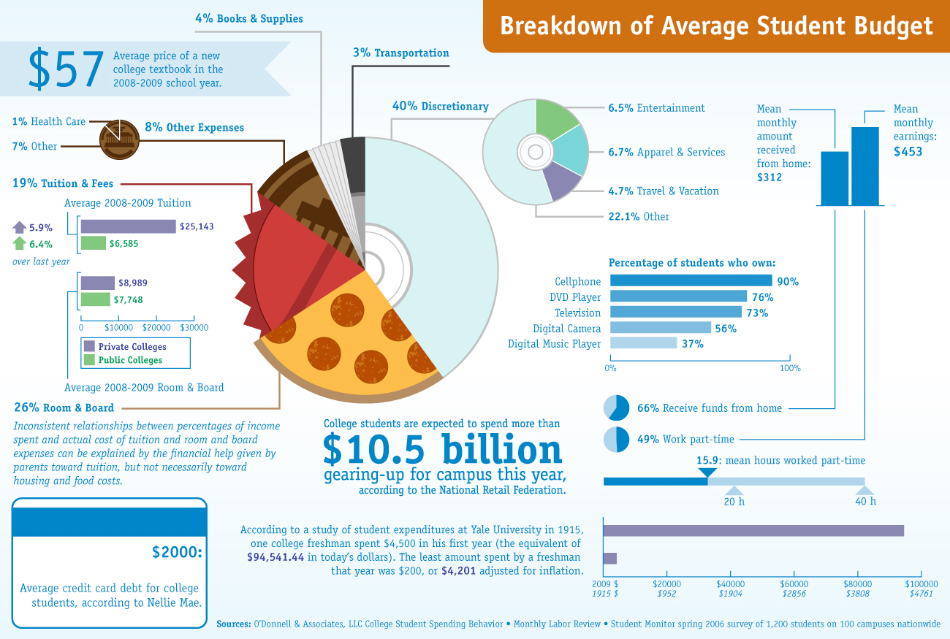 Breakdown of Average Student Budget
4% Books & Supplies
$57
Average price of a new
college textbook in the
2008-2009 school year.
3% Transportation
40% Discretionary
1% Health Care
7% Other
8% Other Expenses
19% Tuition & Fees
Average 2008-2009 Tuition
5.9%
6.4%
over last year
$25,143
$6,585
$8,989
$7,748
0 $10000 $20000 $30000
Private Colleges
Public Colleges
Average 2008-2009 Room & Board
26% Room & Board
Inconsistent relationships between percentages of income
spent and actual cost of tuition and room and board
expenses can be explained by the financial help given by
parents toward tuition, but not necessarily toward
housing and food costs.
6.5% Entertainment
6.7% Apparel & Services
4.7% Travel & Vacation
22.1% Other
Mean
monthly
amount
received
from home:
$312
Mean
monthly
earnings:
$453
Percentage of students who own:
Cellphone 90%
DVD Player 76%
Television 73%
Digital Camera 56%
Digital Music Player 37%
0% 100%
66% Receive funds from home
49% Work part-time
15.9: mean hours worked part-time
20 h 40 h
College students are expected to spend more than
$10.5 billion
gearing-up for campus this year,
according to the National Retail Federation.
$2000:
Average credit card debt for college
students, according to Nellie Mae.
According to a study of student expenditures at Yale University in 1915,
one college freshman spent $4,500 in his first year (the equivalent of
$94,541.44 in today's dollars). The least amount spent by a freshman
that year was $200, or $4,201 adjusted for inflation.
2009 $ $20000 $40000 $60000 $80000 $100000
1915 $ $952 $1904 $2856 $3808 $4761
Sources: O'Donnell & Associates, LLC College Student Spending Behavior • Monthly Labor Review • Student Monitor spring 2006 survey of 1,200 students on 100 campuses nationwide